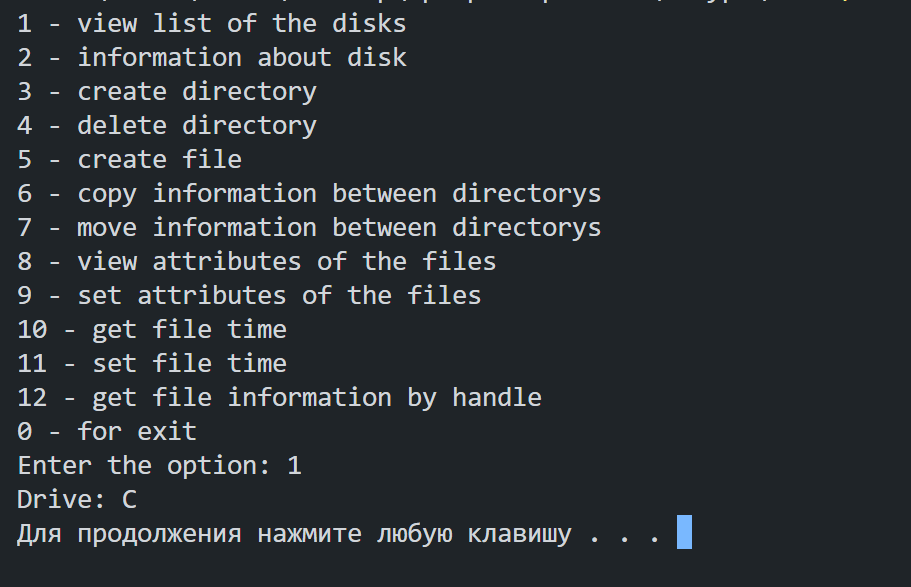 1 - view list of the disks
2 - information about disk
3 - create directory
4 - delete directory
5 - create file
6 - copy information between directorys
7 - move information between directorys
8 - view attributes of the files
9 - set attributes of the files
10 - get file time
11 - set file time
12 - get file information by handle
0 - for exit
Enter the option: 1
Drive: C
Для продолжения нажмите любую клавишу . . .